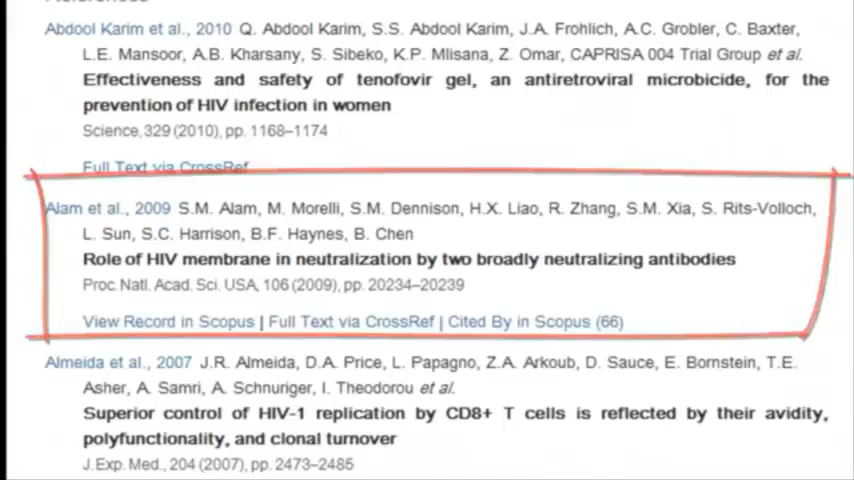 Abdool Karim et al., 2010 Q. Abdool Karim, S.S. Abdool Karim, J.A. Frohlich, A.C. Grobler, C. Baxter,
L.E. Mansoor, A.B. Kharsany, S. Sibeko, K.P. Mlisana, Z. Omar, CAPRISA 004 Trial Group et al.
Effectiveness and safety of tenofovir gel, an antiretroviral microbicide, for the
prevention of HIV infection in women
Science, 329 (2010), pp. 1168–1174
Full Text via CrossRef
Alam et al., 2009 S.M. Alam, M. Morelli, S.M. Dennison, H.X. Liao, R. Zhang, S.M. Xia, S. Rits-Volloch,
L. Sun, S.C. Harrison, B.F. Haynes, B. Chen
Role of HIV membrane in neutralization by two broadly neutralizing antibodies
Proc. Natl. Acad. Sci. USA, 106 (2009), pp. 20234–20239
View Record in Scopus | Full Text via CrossRef | Cited By in Scopus (66)
Almeida et al., 2007 J.R. Almeida, D.A. Price, L. Papagno, Z.A. Arkoub, D. Sauce, E. Bornstein, T.E.
Asher, A. Samri, A. Schnuriger, I. Theodorou et al.
Superior control of HIV-1 replication by CD8+ T cells is reflected by their avidity,
polyfunctionality, and clonal turnover
J. Exp. Med., 204 (2007), pp. 2473–2485